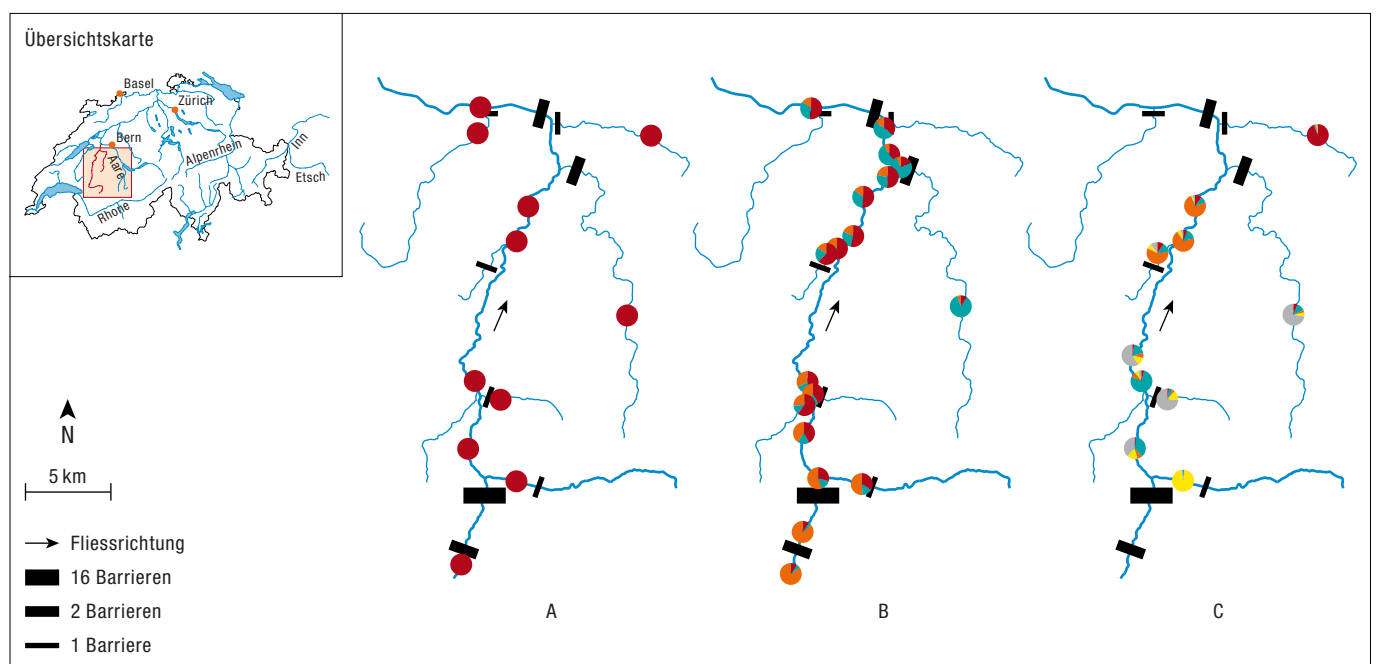 Übersichtskarte
Basel
Zürich
Bern
Aare
Alpenrhein
Inn
Etsch
Rhone
N
5 km
Fliessrichtung
16 Barrieren
2 Barrieren
1 Barriere
A
B
C